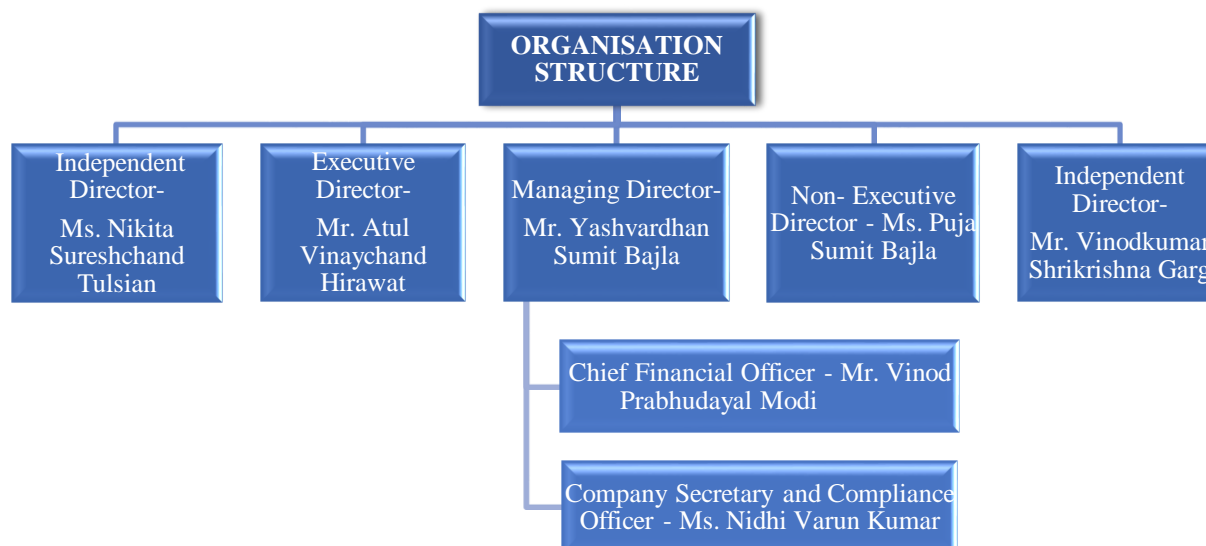 ORGANISATION
STRUCTURE
Independent
Director-
Ms. Nikita
Sureshchand
Tulsian
Executive
Director-
Mr. Atul
Vinaychand
Hirawat
Managing Director-
Mr. Yashvardhan
Sumit Bajla
Non- Executive
Director - Ms. Puja
Sumit Bajla
Independent
Director-
Mr. Vinodkumar
Shrikrishna Garg
Chief Financial Officer - Mr. Vinod
Prabhudayal Modi
Company Secretary and Compliance
Officer - Ms. Nidhi Varun Kumar